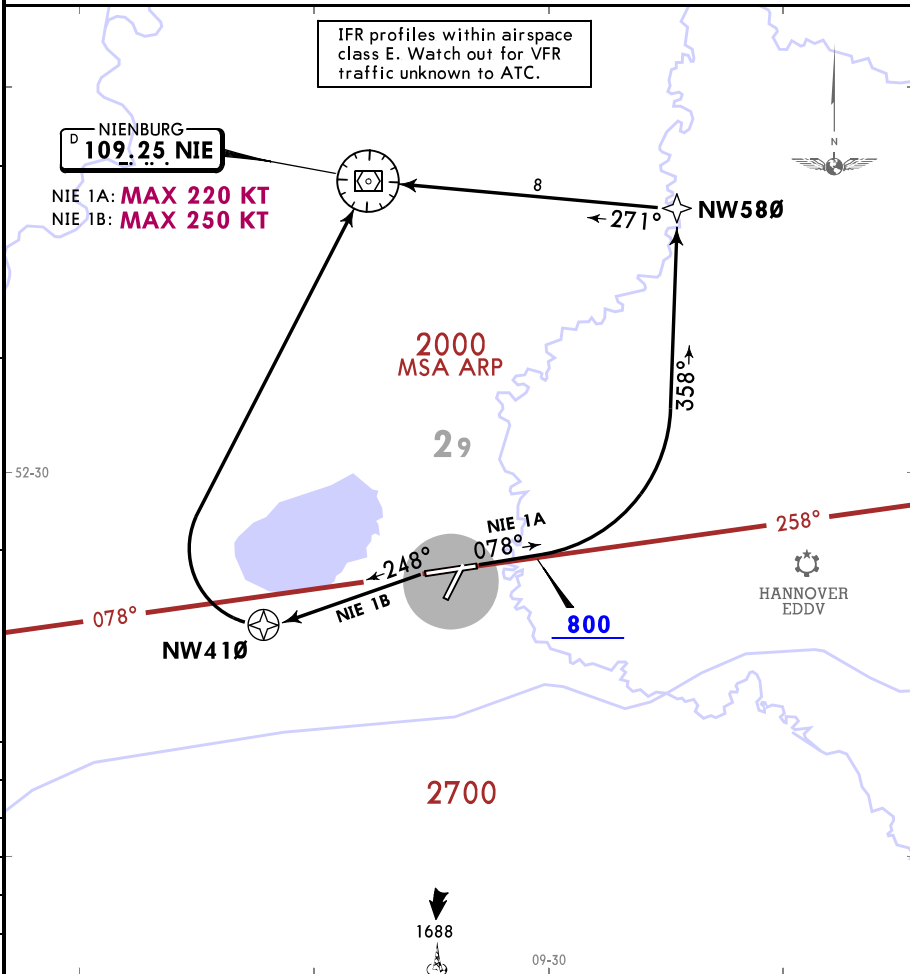 IFR profiles within airspace
class E. Watch out for VFR
traffic unknown to ATC.
N
NIENBURG
D 109.25 NIE
NIE 1A: MAX 220 KT
NIE 1B: MAX 250 KT
8
271°
NW58Ø
2000
MSA ARP
358°
29
52-30
NIE 1A
078°
258°
248°
NIE 1B
HANNOVER
EDDV
078°
800
NW41Ø
2700
1688
09-30